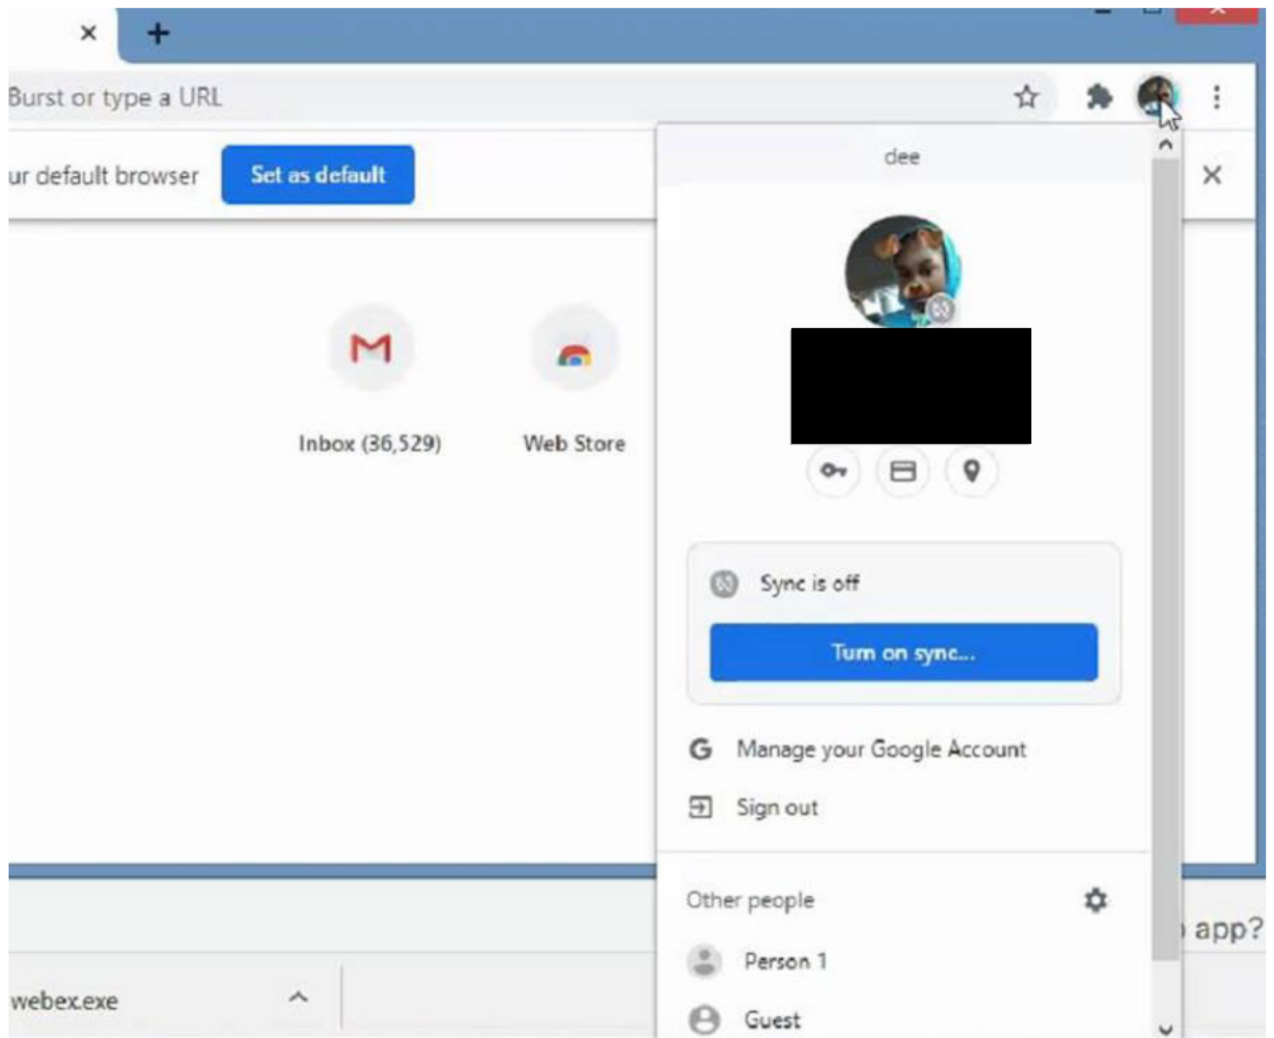 Burst or type a URL
dee
ur default browser
Set as default
Inbox (36,529)
Web Store
Sync is off
Turn on sync...
Manage your Google Account
Sign out
Other people
Person 1
Guest
app?
webex.exe